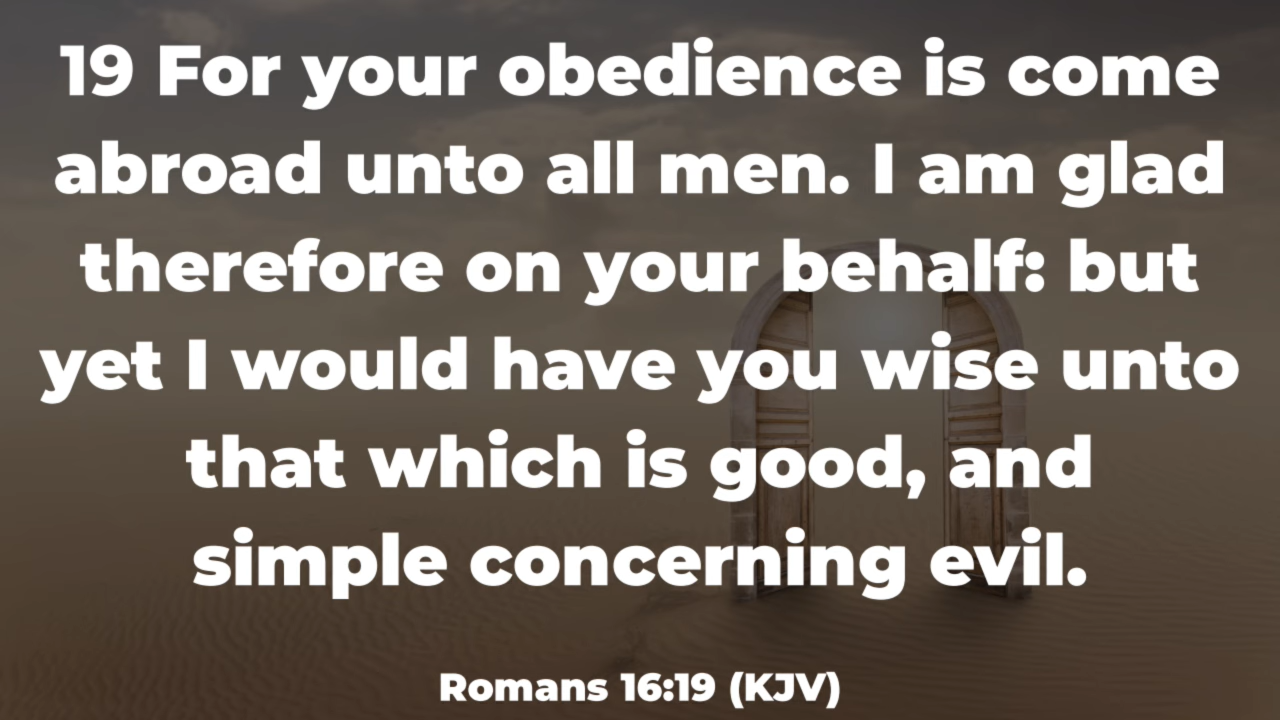 19 For your obedience is come
abroad unto all men. I am glad
therefore on your behalf: but
yet I would have you wise unto
that which is good, and
simple concerning evil.
Romans 16:19 (KJV)